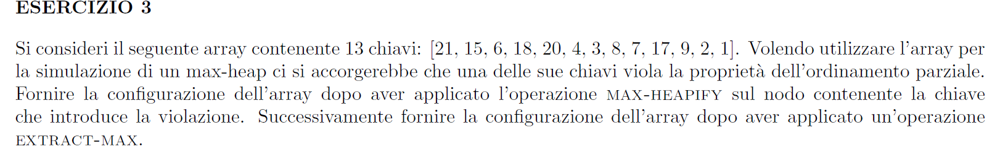 ESERCIZIO 3
Si consideri il seguente array contenente 13 chiavi: [21, 15, 6, 18, 20, 4, 3, 8, 7, 17, 9, 2, 1]. Volendo utilizzare l'array per
la simulazione di un max-heap ci si accorgerebbe che una delle sue chiavi viola la proprietà dell'ordinamento parziale.
Fornire la configurazione dell'array dopo aver applicato l'operazione MAX-HEAPIFY sul nodo contenente la chiave
che introduce la violazione. Successivamente fornire la configurazione dell'array dopo aver applicato un'operazione
EXTRACT-MAX.